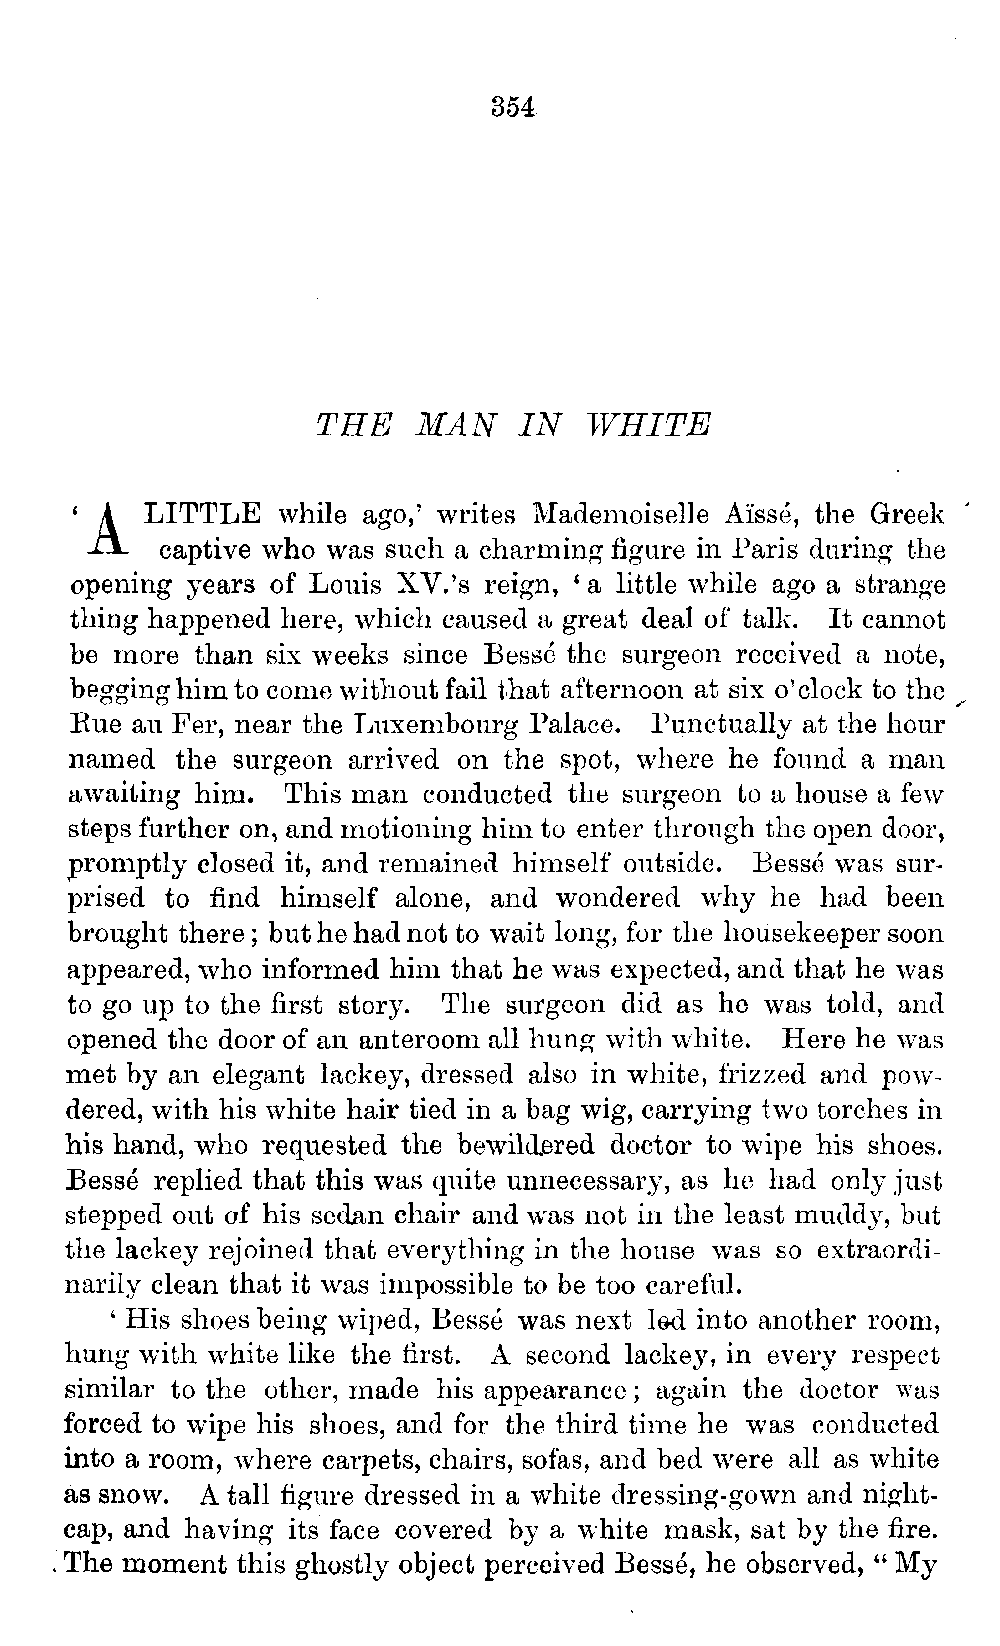 354
THE MAN IN WHITE
‘A LITTLE while ago,’ writes Mademoiselle Aïssé, the Greek
captive who was such a charming figure in Paris during the
opening years of Louis XV.’s reign, ‘a little while ago a strange
thing happened here, which caused a great deal of talk. It cannot
be more than six weeks since Bessé the surgeon received a note,
begging him to come without fail that afternoon at six o’clock to the
Rue au Fer, near the Luxembourg Palace. Punctually at the hour
named the surgeon arrived on the spot, where he found a man
awaiting him. This man conducted the surgeon to a house a few
steps further on, and motioning him to enter through the open door,
promptly closed it, and remained himself outside. Bessé was sur-
prised to find himself alone, and wondered why he had been
brought there; but he had not to wait long, for the housekeeper soon
appeared, who informed him that he was expected, and that he was
to go up to the first story. The surgeon did as he was told, and
opened the door of an anteroom all hung with white. Here he was
met by an elegant lackey, dressed also in white, frizzed and pow-
dered, with his white hair tied in a bag wig, carrying two torches in
his hand, who requested the bewildered doctor to wipe his shoes.
Bessé replied that this was quite unnecessary, as he had only just
stepped out of his sedan chair and was not in the least muddy, but
the lackey rejoined that everything in the house was so extraordi-
narily clean that it was impossible to be too careful.
‘His shoes being wiped, Bessé was next led into another room,
hung with white like the first. A second lackey, in every respect
similar to the other, made his appearance; again the doctor was
forced to wipe his shoes, and for the third time he was conducted
into a room, where carpets, chairs, sofas, and bed were all as white
as snow. A tall figure dressed in a white dressing-gown and night-
cap, and having its face covered by a white mask, sat by the fire.
The moment this ghostly object perceived Bessé, he observed, “My